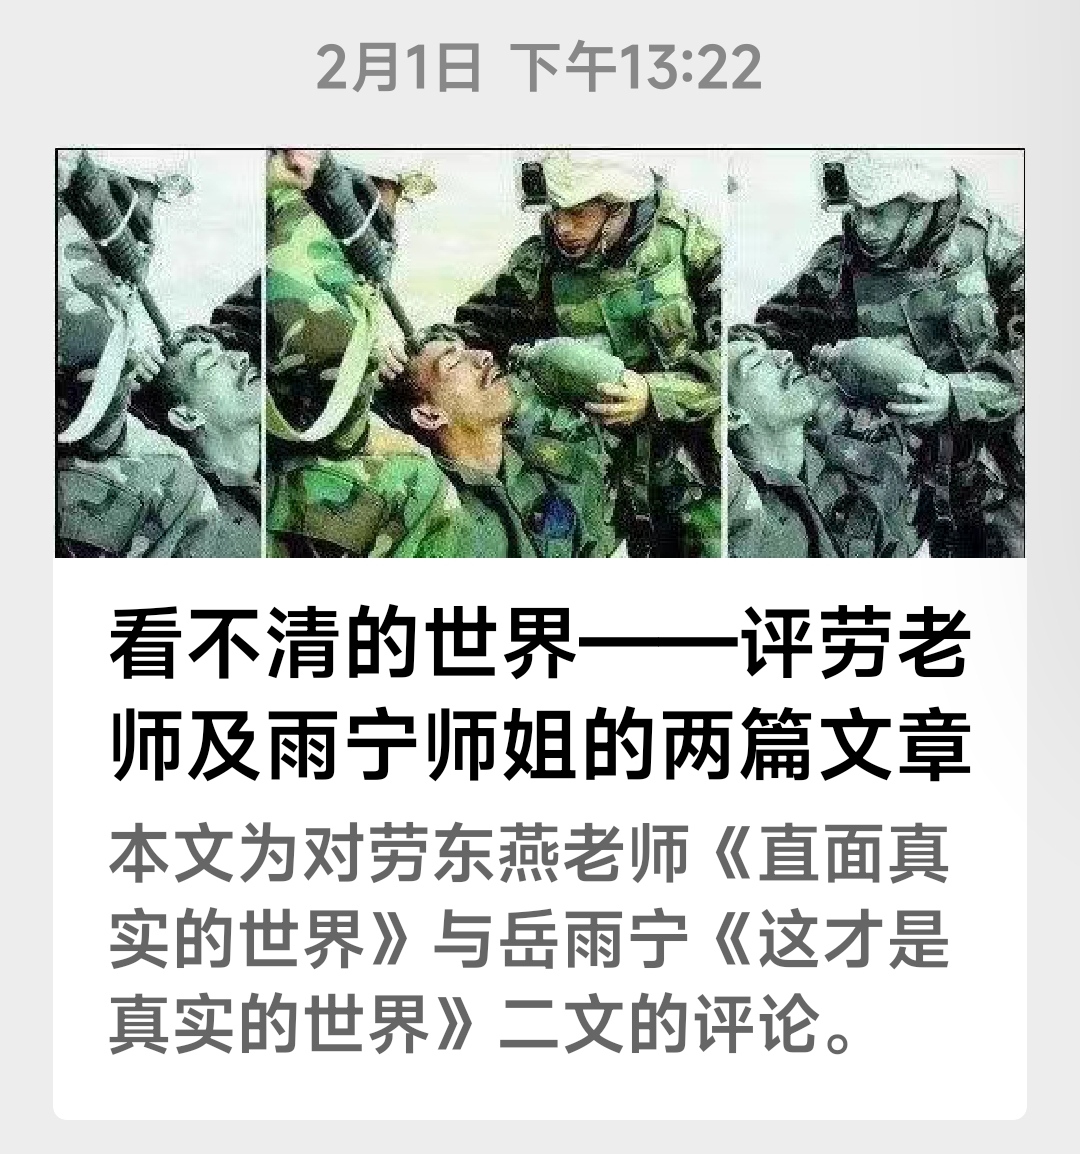 2月1日 下午13:22
看不清的世界——评劳老
师及雨宁师姐的两篇文章
本文为对劳东燕老师《直面真
实的世界》与岳雨宁《这才是
真实的世界》二文的评论。